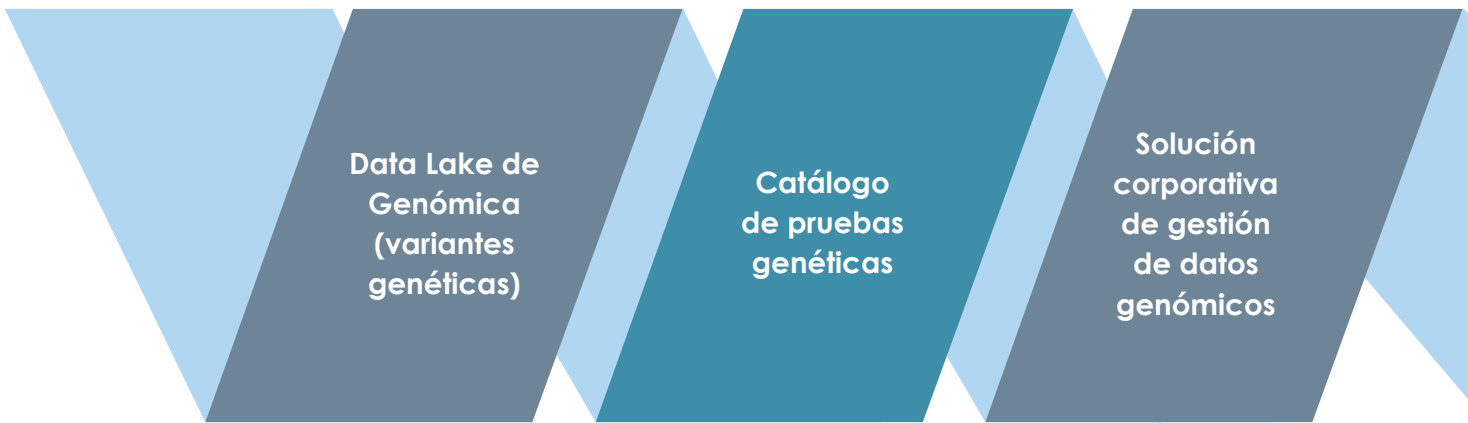 Data Lake de
Genómica
(variantes
genéticas)
Catálogo
de pruebas
genéticas
Solución
corporativa
de gestión
de datos
genómicos